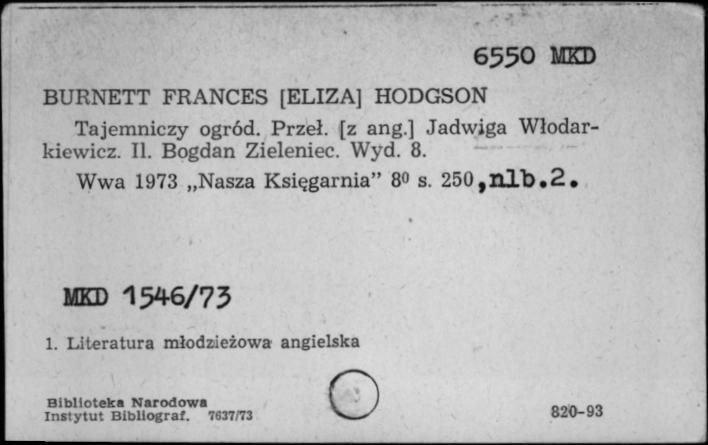 6550 MKD
BURNETT FRANCES [ELIZA] HODGSON
Tajemniczy ogród. Przeł. [z ang.] Jadwiga Włodar-
kiewicz. Il. Bogdan Zieleniec. Wyd. 8.
Wwa 1973 „Nasza Księgarnia” 8⁰ s. 250,nlb.2.
MKD 1546/73
1. Literatura młodzieżowa angielska
Biblioteka Narodowa
Instytut Bibliograf. 7637/73
820-93